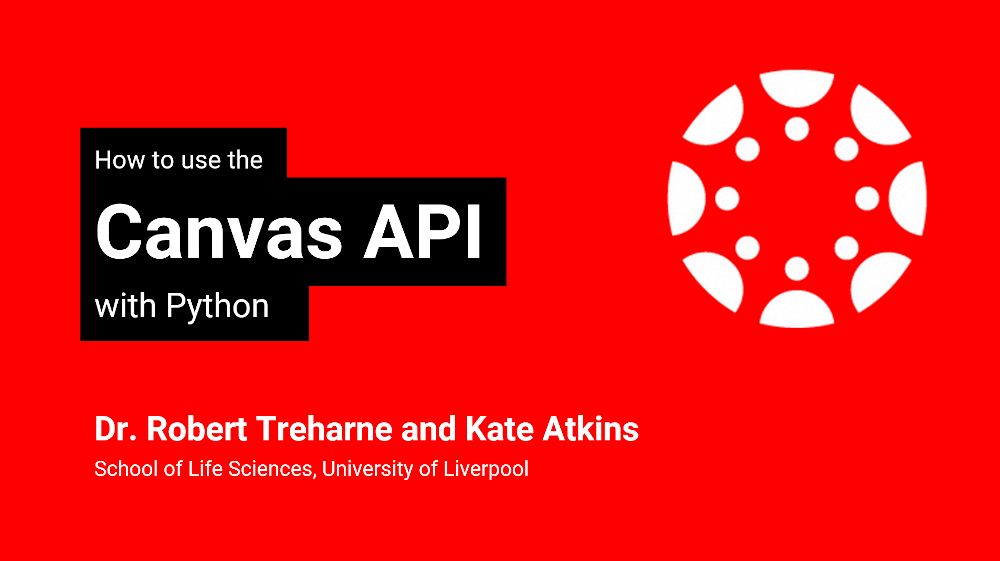 How to use the
Canvas API
with Python
Dr. Robert Treharne and Kate Atkins
School of Life Sciences, University of Liverpool